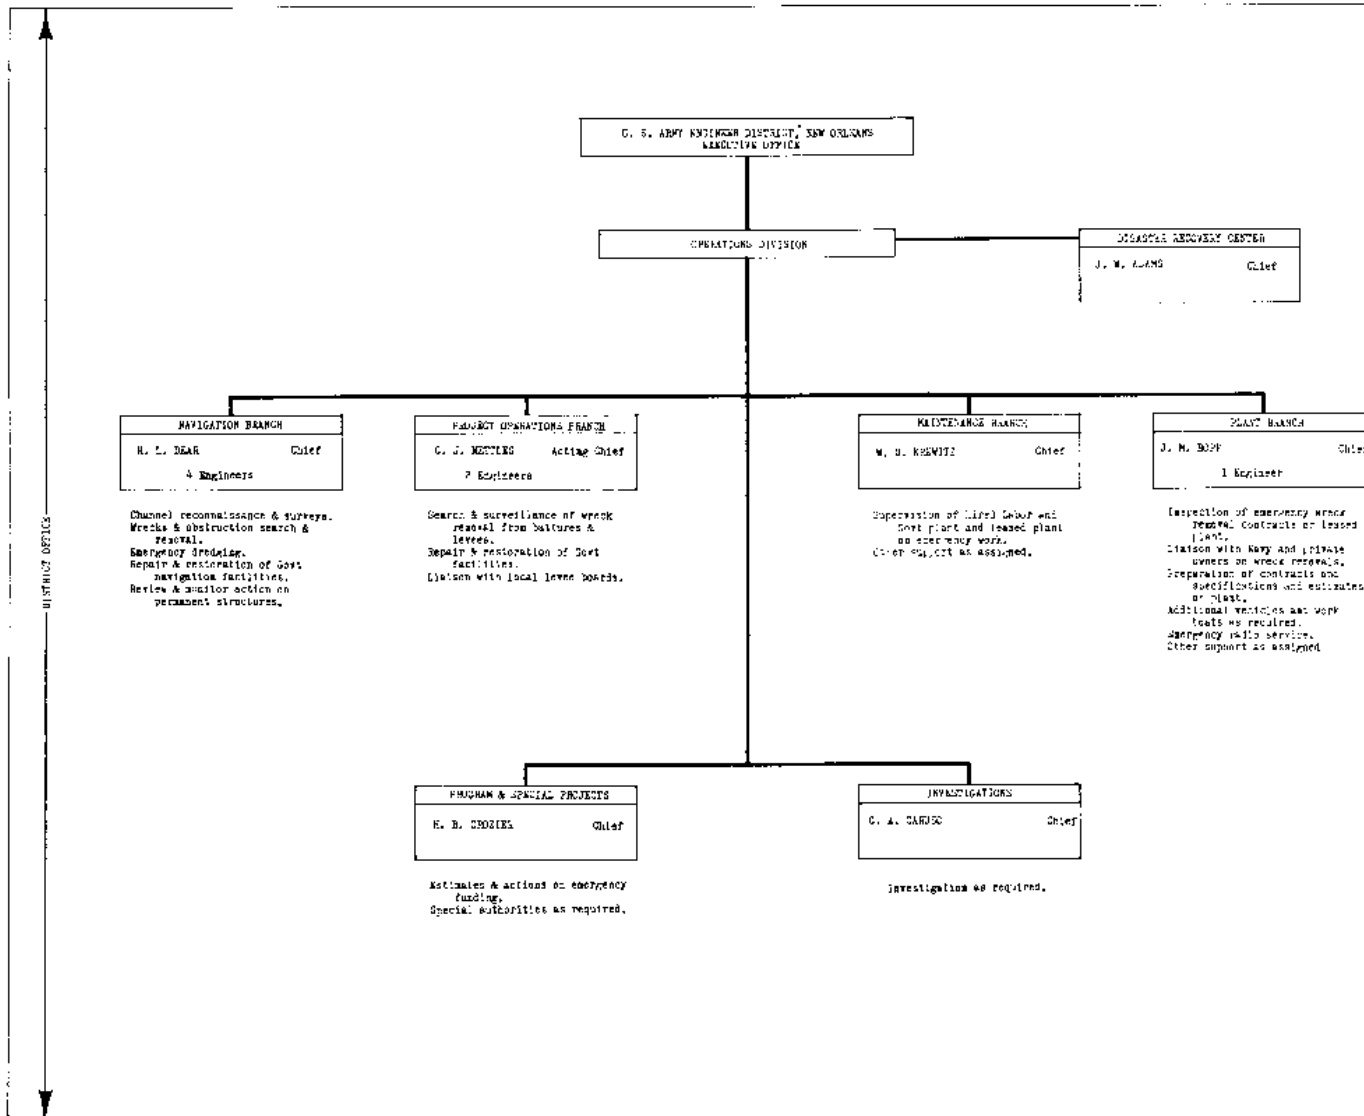 U. S. ARMY ENGINEER DISTRICT, NEW ORLEANS
EXECUTIVE OFFICE
OPERATIONS DIVISION
DISASTER RECOVERY CENTER
J. W. ADAMS Chief
NAVIGATION BRANCH
H. L. DEAR Chief
4 Engineers
Channel reconnaissance & surveys.
Wrecks & obstruction search &
removal.
Emergency dredging.
Repair & restoration of Govt
navigation facilities.
Review & monitor action on
permanent structures.
PROJECT OPERATIONS BRANCH
C. J. NETTLES Acting Chief
2 Engineers
Search & surveillance of wreck
removal from battures &
levees.
Repair & restoration of Govt
facilities.
Liaison with local levee boards.
MAINTENANCE BRANCH
W. KREWITZ Chief
Supervision of Hired Labor and
Govt plant and leased plant
on emergency work.
Other support as assigned.
PLANT BRANCH
J. M. BOPP Chief
1 Engineer
Inspection of emergency wreck
removal contracts or leased
plant.
Liaison with Navy and private
owners on wreck removals.
Preparation of contracts and
specifications and estimates
of plant.
Additional vehicles and work
boats as required.
Emergency radio service.
Other support as assigned
DISTRICT OFFICE
PROGRAM & SPECIAL PROJECTS
H. B. Chief
Estimates & actions on emergency
funding.
Special authorities as required.
INVESTIGATIONS
C. A. CARUSO Chief
Investigation as required.